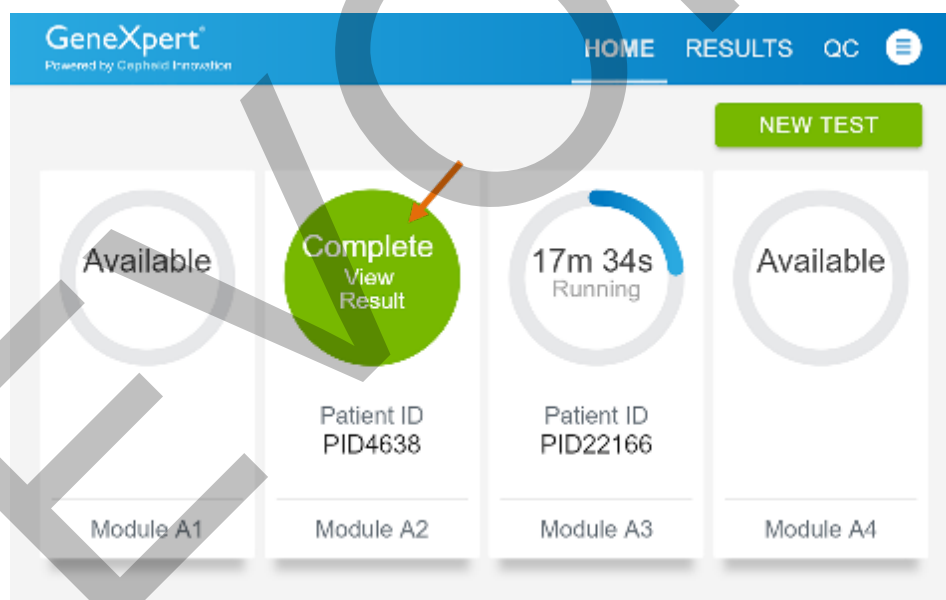 GeneXpert®
Powered by Cepheid Innovation
HOME RESULTS QC
NEW TEST
Available
Complete
View
Result
17m 34s
Running
Available
Patient ID
PID4638
Patient ID
PID22166
Module A1
Module A2
Module A3
Module A4